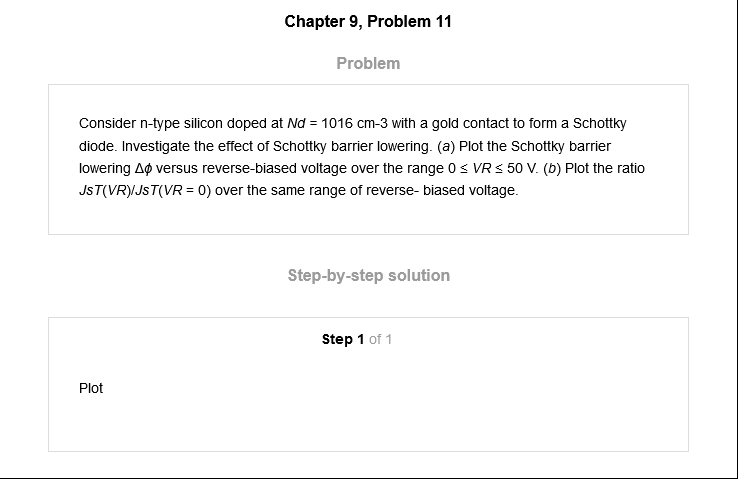 Chapter 9, Problem 11
Problem
Consider n-type silicon doped at Nd = 1016 cm-3 with a gold contact to form a Schottky
diode. Investigate the effect of Schottky barrier lowering. (a) Plot the Schottky barrier
lowering Δϕ versus reverse-biased voltage over the range 0 ≤ VR ≤ 50 V. (b) Plot the ratio
JsT(VR)/JsT(VR = 0) over the same range of reverse- biased voltage.
Step-by-step solution
Step 1 of 1
Plot